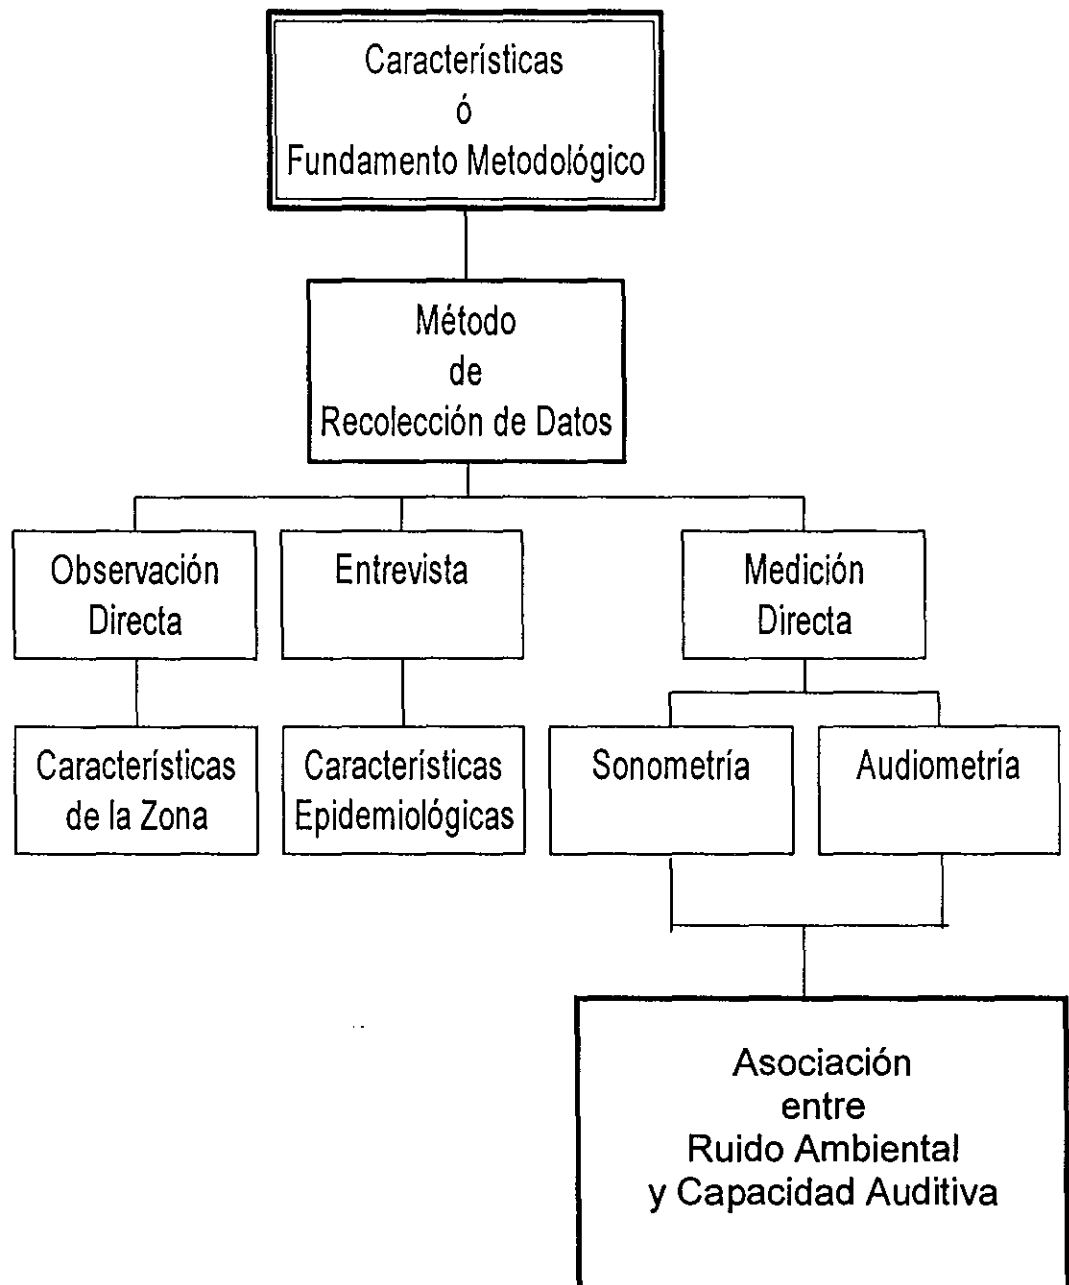 Características
ó
Fundamento Metodológico
Método
de
Recolección de Datos
Observación
Directa
Entrevista
Medición
Directa
Características
de la Zona
Características
Epidemiológicas
Sonometría
Audiometría
Asociación
entre
Ruido Ambiental
y Capacidad Auditiva